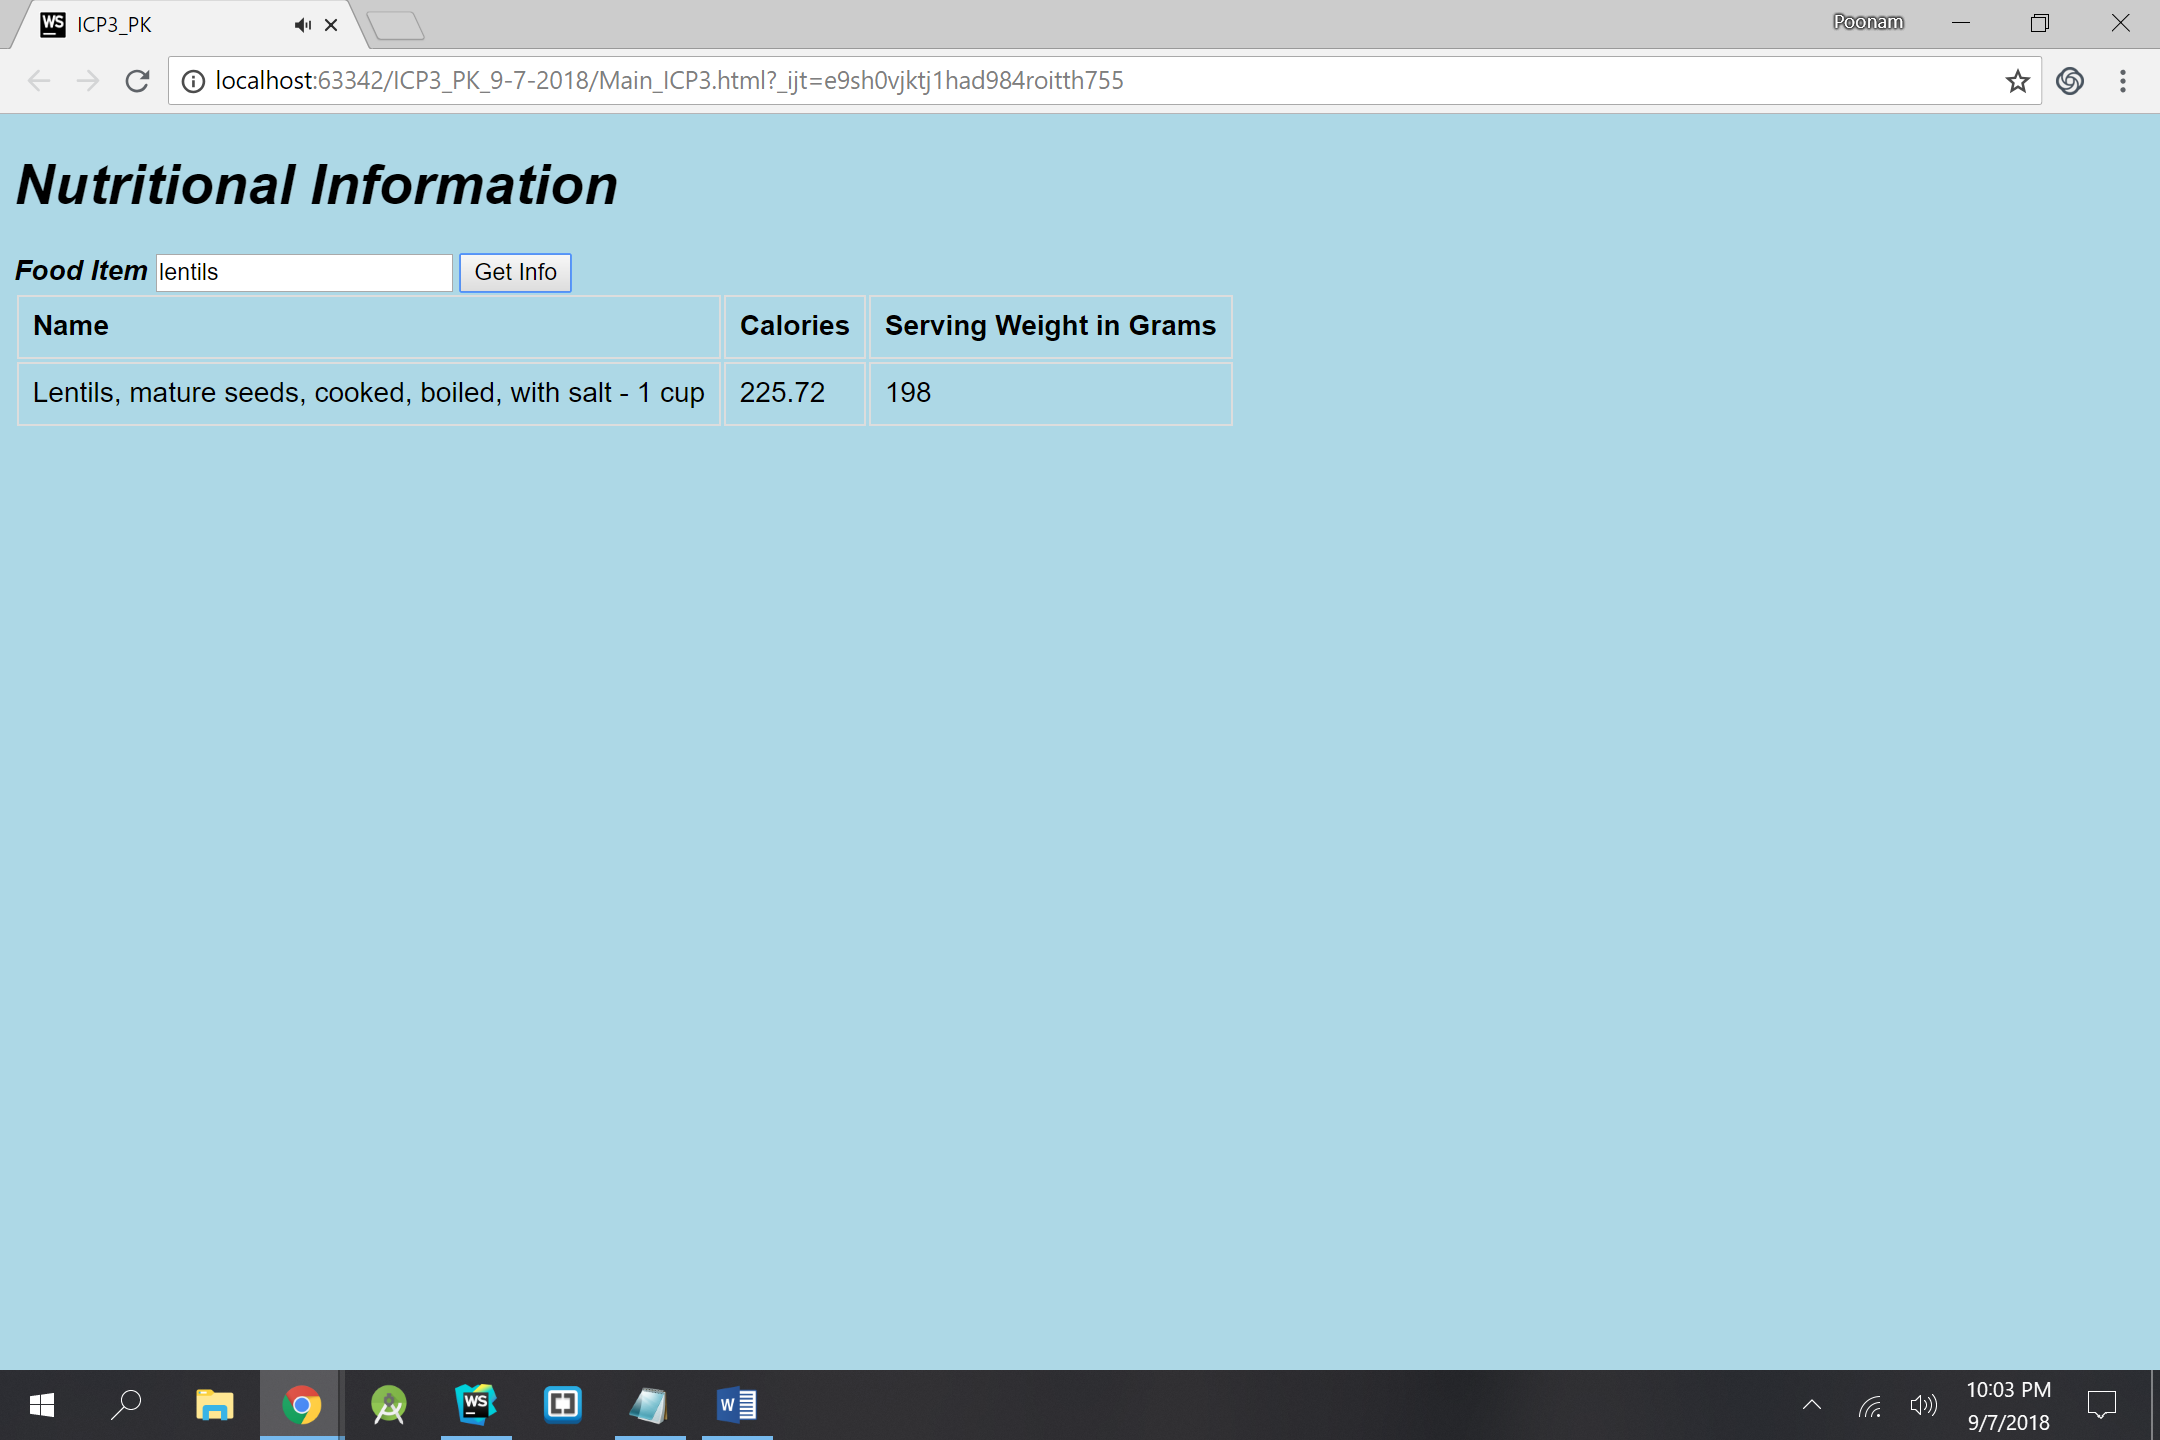 WS ICP3_PK Poonam
localhost:63342/ICP3_PK_9-7-2018/Main_ICP3.html?_ijt=e9sh0vjktj1had984roitth755
Nutritional Information
Food Item lentils Get Info
Name Calories Serving Weight in Grams
Lentils, mature seeds, cooked, boiled, with salt - 1 cup 225.72 198
WS W 10:03 PM
9/7/2018